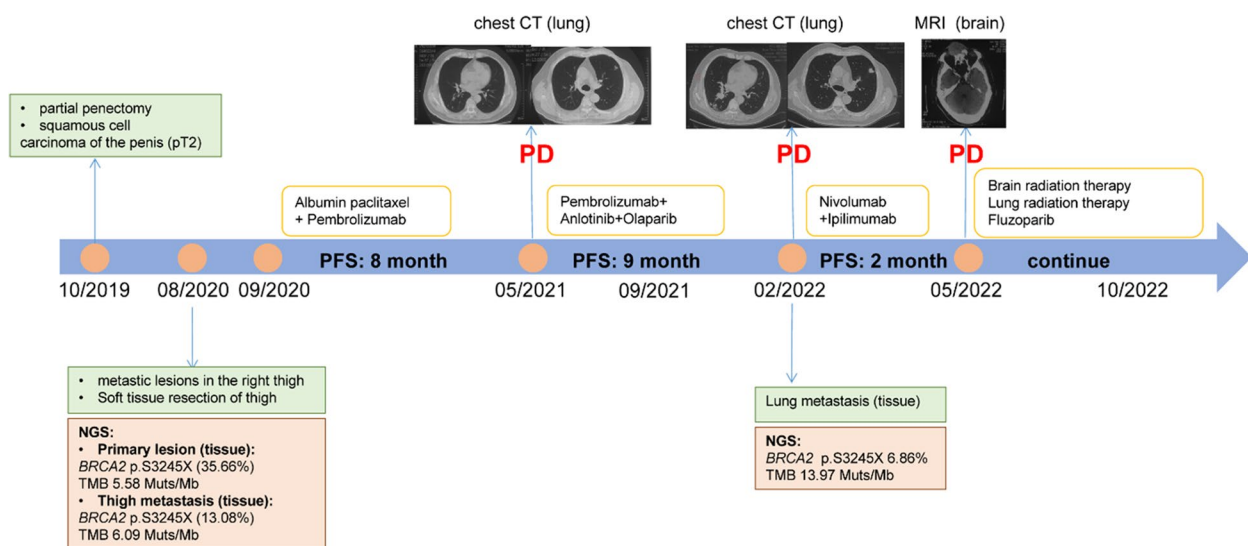 chest CT (lung)
chest CT (lung)
MRI (brain)
• partial penectomy
• squamous cell
carcinoma of the penis (pT2)
PD
PD
PD
Albumin paclitaxel
+ Pembrolizumab
Pembrolizumab+
Anlotinib+Olaparib
Nivolumab
+Ipilimumab
Brain radiation therapy
Lung radiation therapy
Fluzoparib
PFS: 8 month
PFS: 9 month
PFS: 2 month
continue
10/2019
08/2020
09/2020
05/2021
09/2021
02/2022
05/2022
10/2022
• metastic lesions in the right thigh
• Soft tissue resection of thigh
NGS:
• Primary lesion (tissue):
BRCA2 p.S3245X (35.66%)
TMB 5.58 Muts/Mb
• Thigh metastasis (tissue):
BRCA2 p.S3245X (13.08%)
TMB 6.09 Muts/Mb
Lung metastasis (tissue)
NGS:
BRCA2 p.S3245X 6.86%
TMB 13.97 Muts/Mb